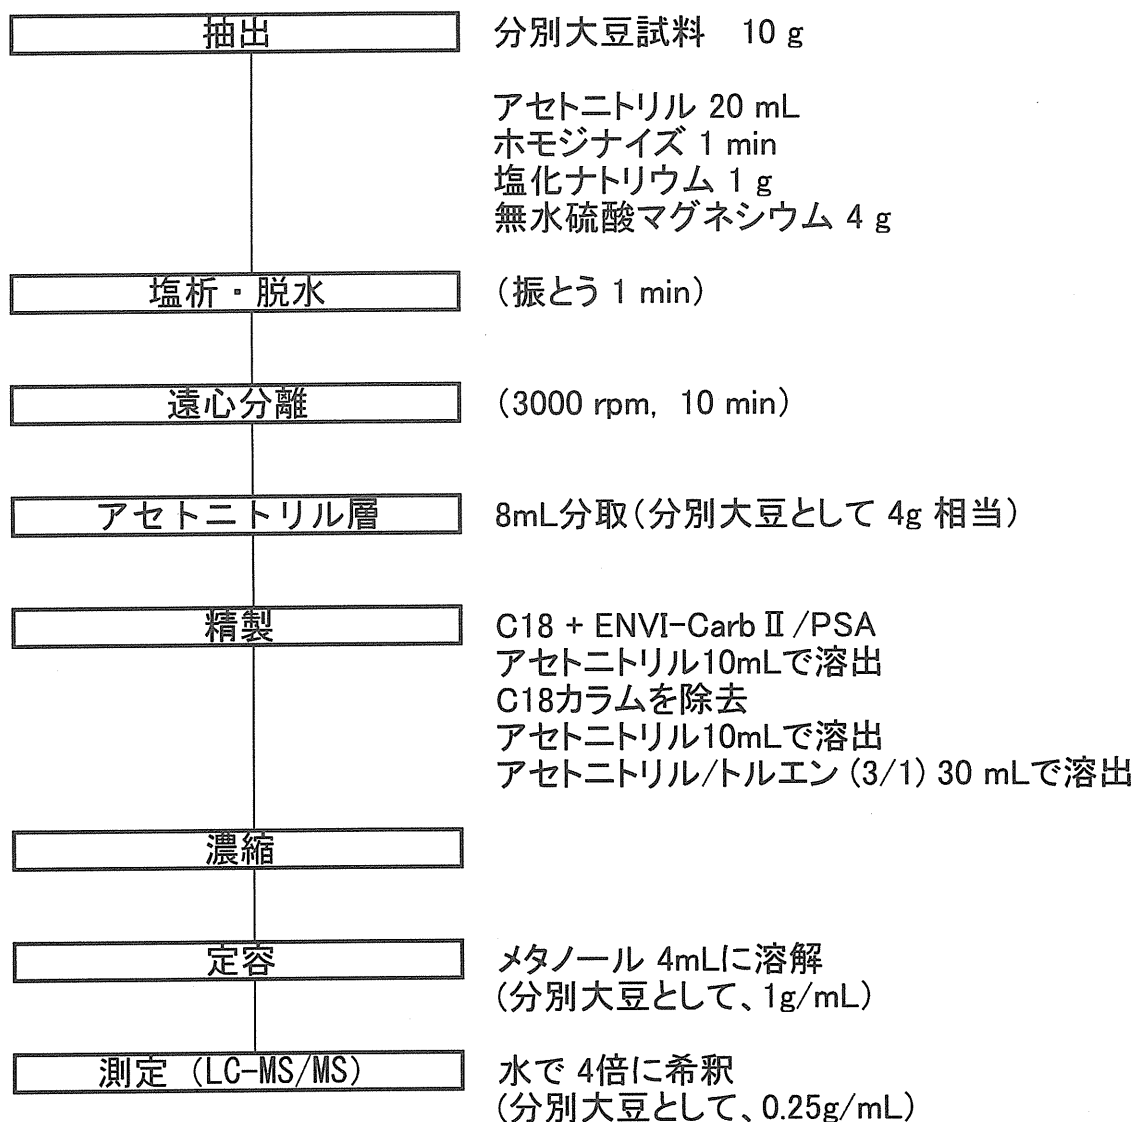 抽出 分別大豆試料 10 g
アセトニトリル 20 mL
ホモジナイズ 1 min
塩化ナトリウム 1 g
無水硫酸マグネシウム 4 g
塩析・脱水 (振とう 1 min)
遠心分離 (3000 rpm, 10 min)
アセトニトリル層 8mL分取(分別大豆として 4g 相当)
精製 C18 + ENVI-Carb Ⅱ/PSA
アセトニトリル10mLで溶出
C18カラムを除去
アセトニトリル10mLで溶出
アセトニトリル/トルエン (3/1) 30 mLで溶出
濃縮
定容 メタノール 4mLに溶解
(分別大豆として、1g/mL)
測定 (LC-MS/MS) 水で 4倍に希釈
(分別大豆として、0.25g/mL)